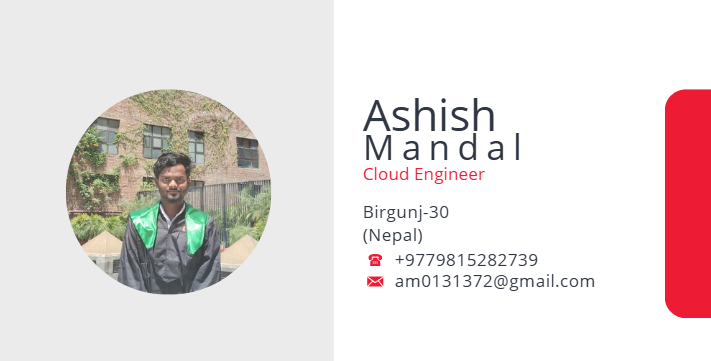 Ashish
Mandal
Cloud Engineer
Birgunj-30
(Nepal)
+9779815282739
am0131372@gmail.com